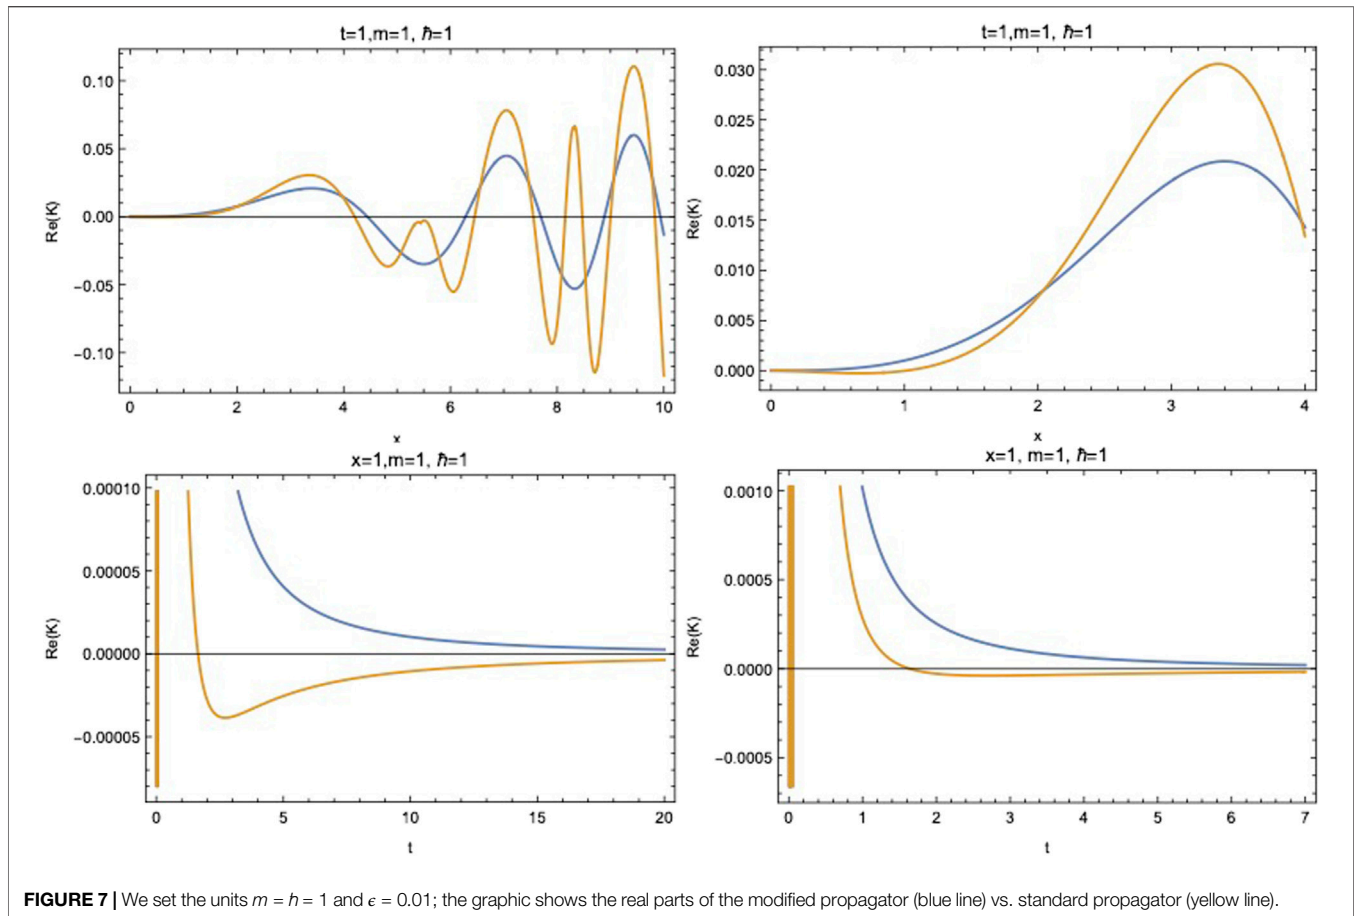 t=1,m=1, ℏ=1
Re(K)
0.10
0.05
0.00
−0.05
−0.10
0 2 4 6 8 10
x
t=1,m=1, ℏ=1
Re(K)
0.030
0.025
0.020
0.015
0.010
0.005
0.000
0 1 2 3 4
x
x=1,m=1, ℏ=1
Re(K)
0.00010
0.00005
0.00000
−0.00005
0 5 10 15 20
t
x=1, m=1, ℏ=1
Re(K)
0.0010
0.0005
0.0000
−0.0005
0 1 2 3 4 5 6 7
t
FIGURE 7 | We set the units m = h = 1 and ϵ = 0.01; the graphic shows the real parts of the modified propagator (blue line) vs. standard propagator (yellow line).